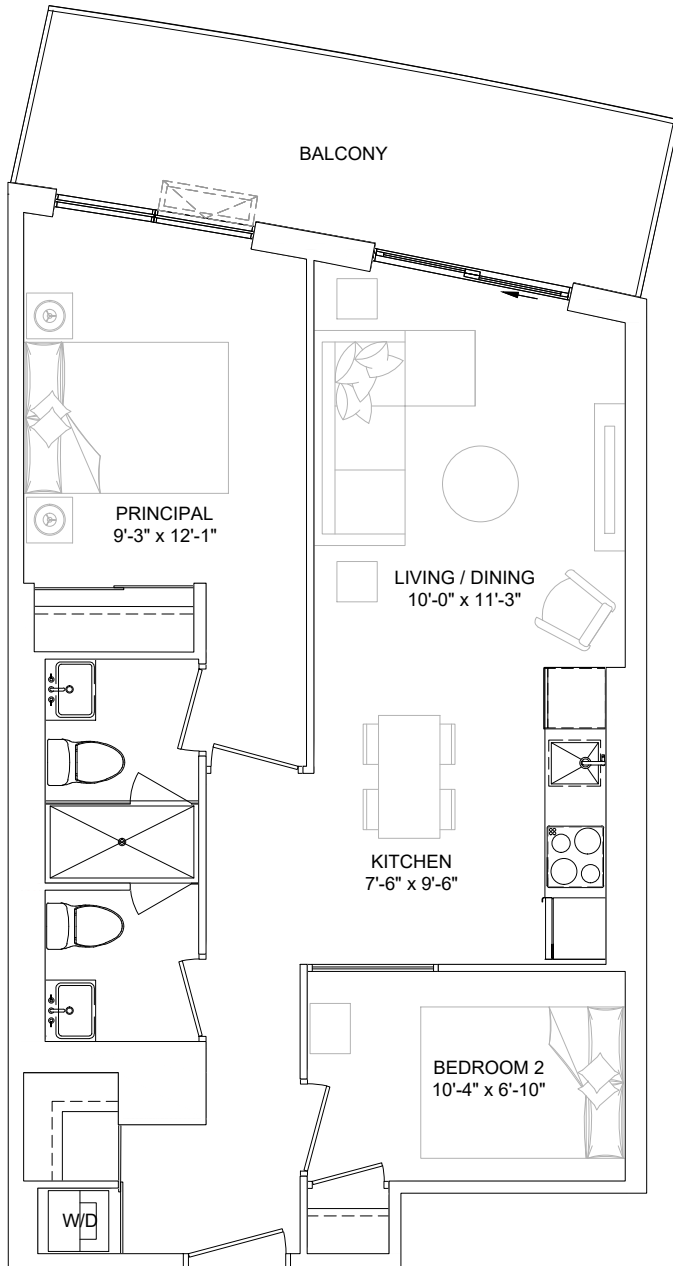 BALCONY
PRINCIPAL
9'-3" x 12'-1"
LIVING / DINING
10'-0" x 11'-3"
KITCHEN
7'-6" x 9'-6"
BEDROOM 2
10'-4" x 6'-10"
W/D